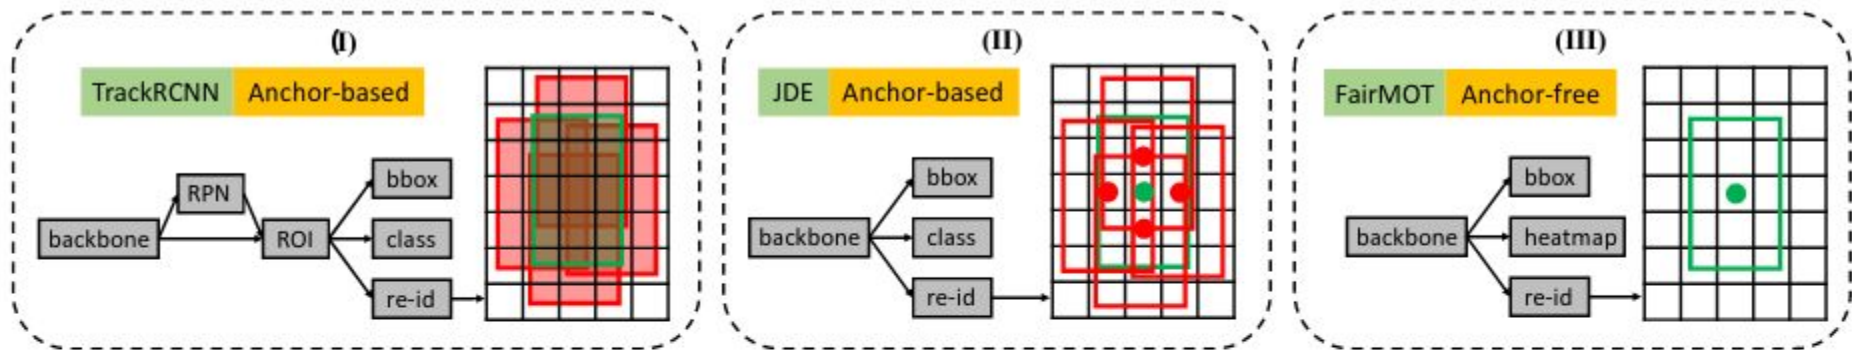 (I)
TrackRCNN Anchor-based
RPN
backbone
ROI
bbox
class
re-id
(II)
JDE Anchor-based
backbone
bbox
class
re-id
(III)
FairMOT Anchor-free
backbone
bbox
heatmap
re-id